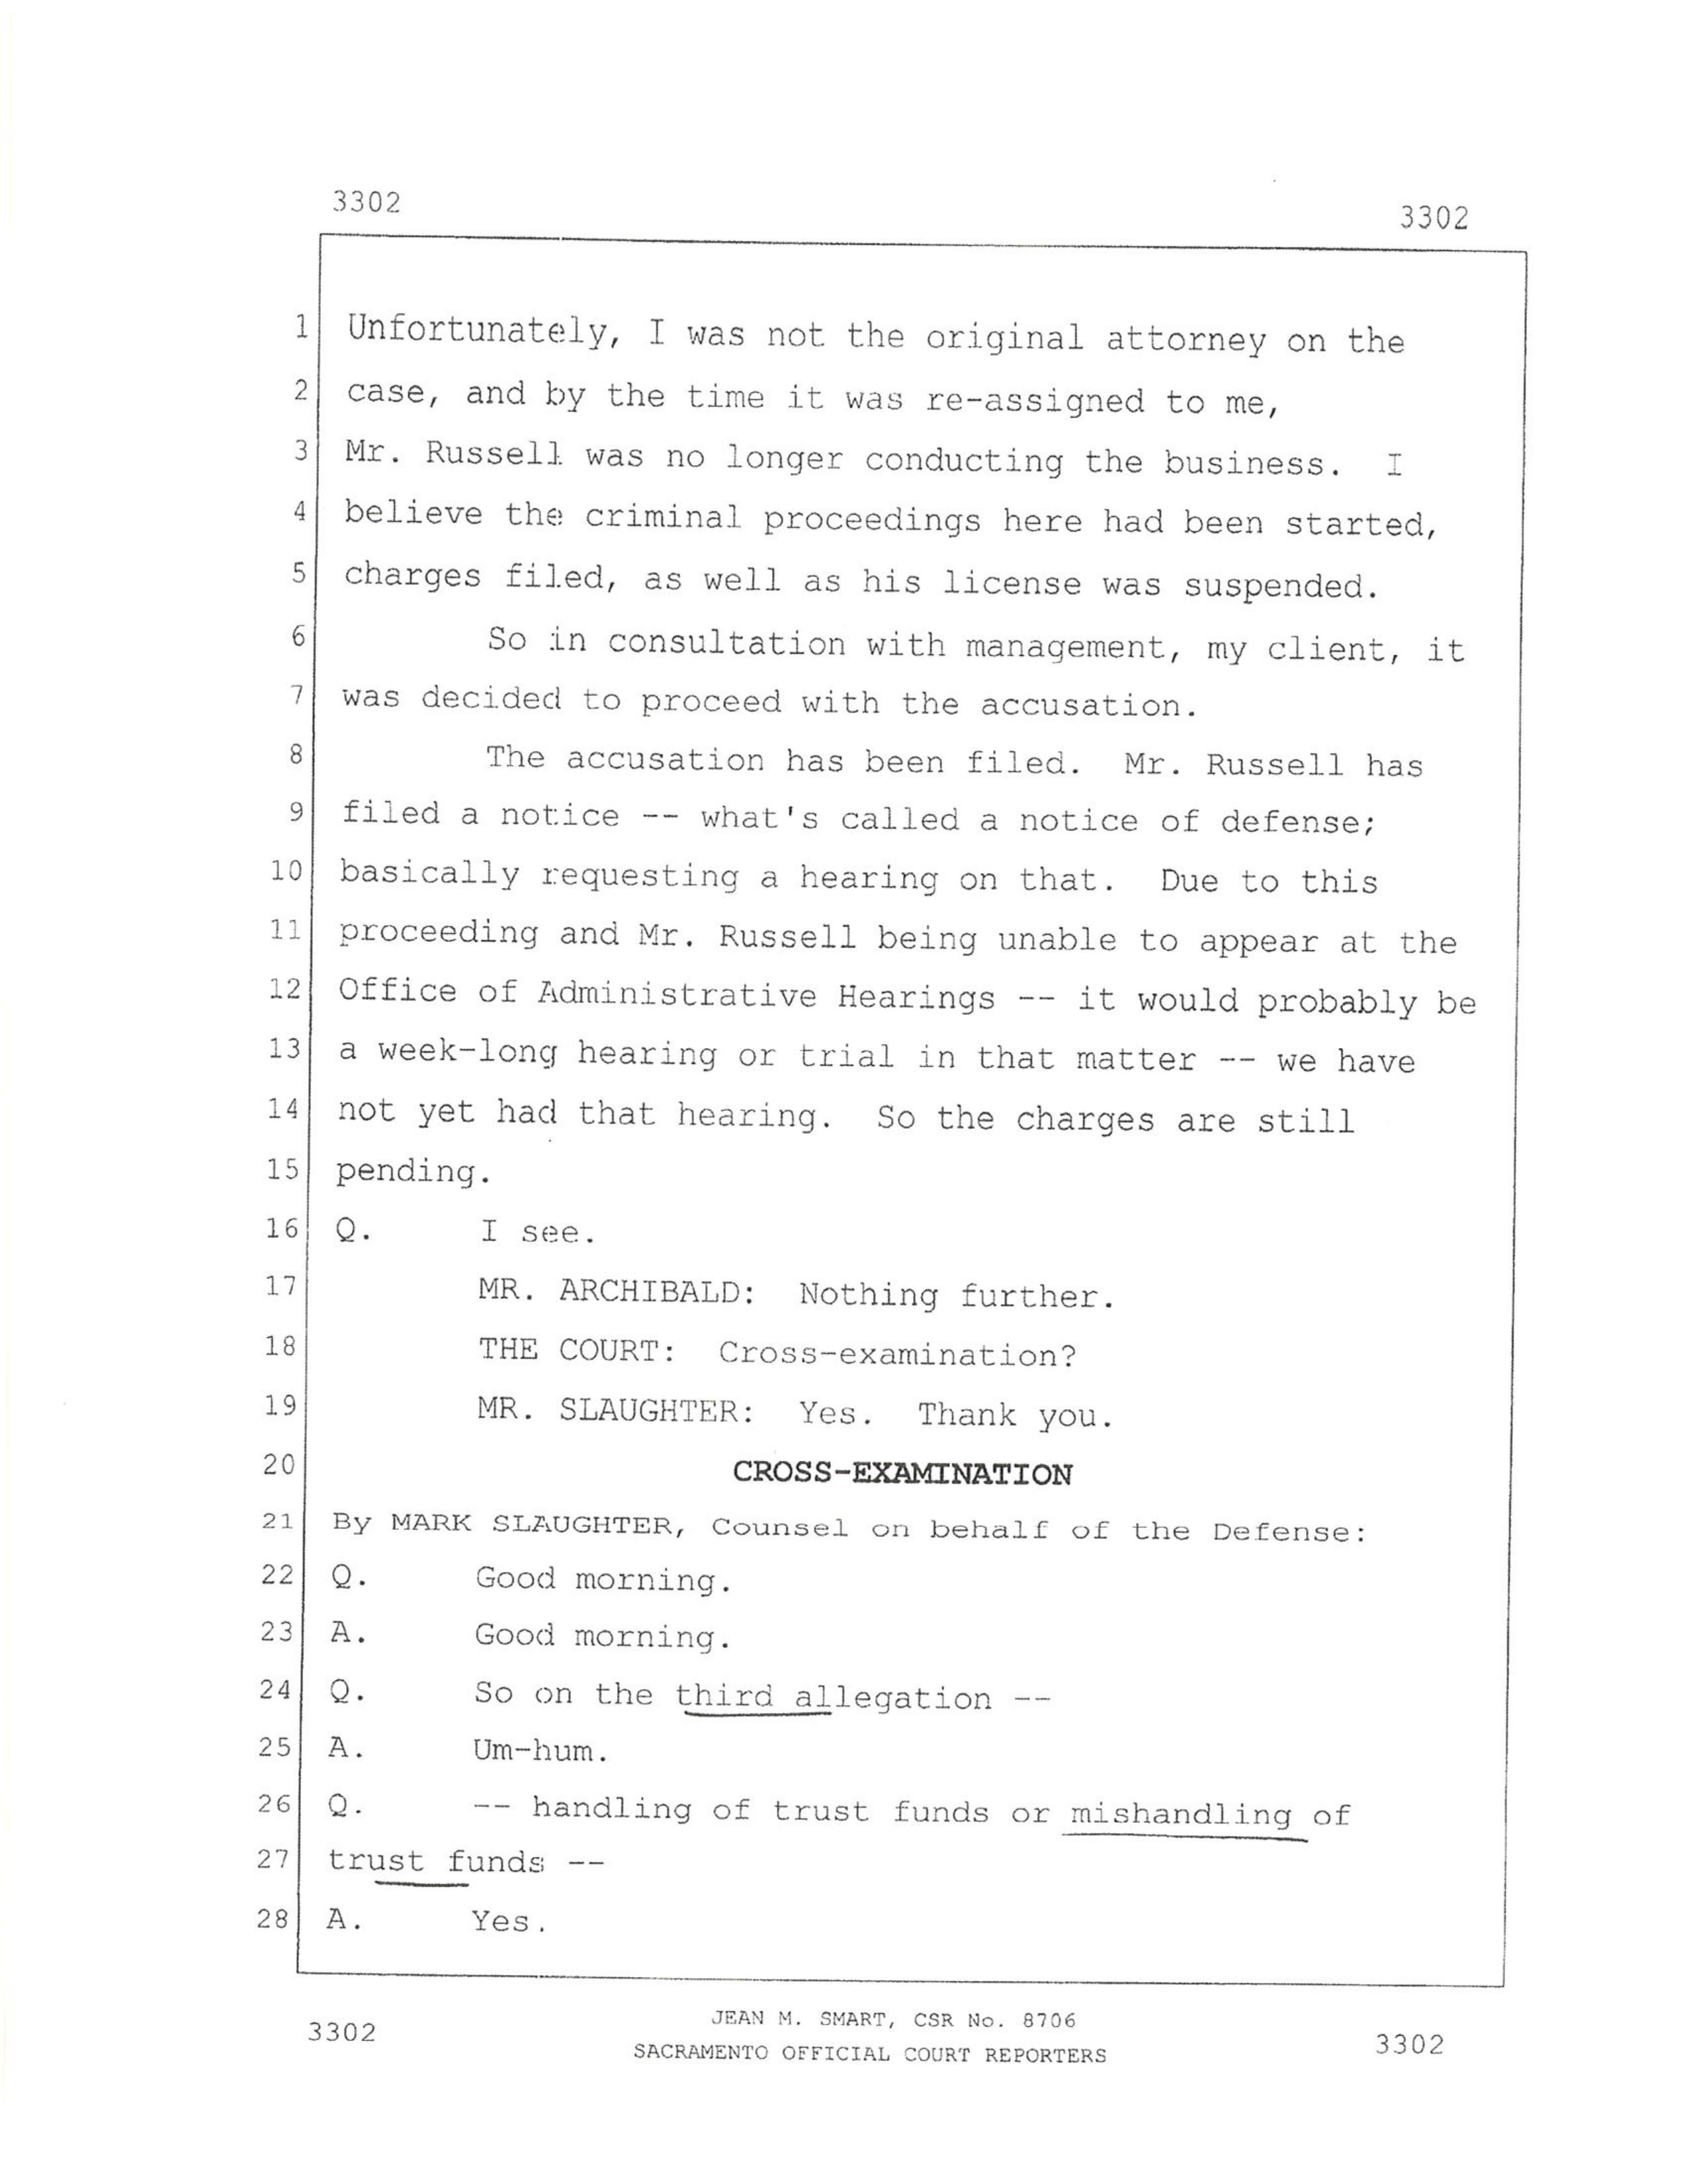 3302 3302
1 Unfortunately, I was not the original attorney on the
2 case, and by the time it was re-assigned to me,
3 Mr. Russell was no longer conducting the business. I
4 believe the criminal proceedings here had been started,
5 charges filed, as well as his license was suspended.
6 So in consultation with management, my client, it
7 was decided to proceed with the accusation.
8 The accusation has been filed. Mr. Russell has
9 filed a notice -- what's called a notice of defense;
10 basically requesting a hearing on that. Due to this
11 proceeding and Mr. Russell being unable to appear at the
12 Office of Administrative Hearings -- it would probably be
13 a week-long hearing or trial in that matter -- we have
14 not yet had that hearing. So the charges are still
15 pending.
16 Q. I see.
17 MR. ARCHIBALD: Nothing further.
18 THE COURT: Cross-examination?
19 MR. SLAUGHTER: Yes. Thank you.
20 CROSS-EXAMINATION
21 By MARK SLAUGHTER, Counsel on behalf of the Defense:
22 Q. Good morning.
23 A. Good morning.
24 Q. So on the third allegation --
25 A. Um-hum.
26 Q. -- handling of trust funds or mishandling of
27 trust funds --
28 A. Yes.
JEAN M. SMART, CSR No. 8706
3302 SACRAMENTO OFFICIAL COURT REPORTERS 3302